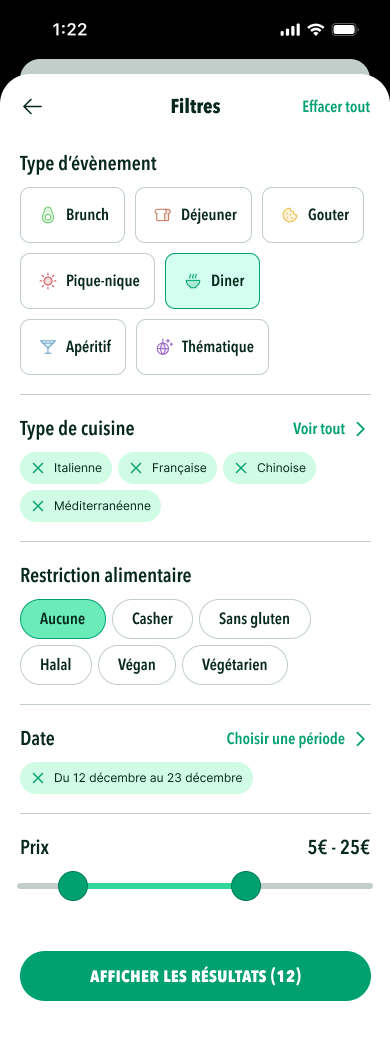 1:22
Filtres
Effacer tout
Type d'évènement
Brunch
Déjeuner
Gouter
Pique-nique
Diner
Apéritif
Thématique
Type de cuisine
Voir tout
Italienne
Française
Chinoise
Méditerranéenne
Restriction alimentaire
Aucune
Casher
Sans gluten
Halal
Végan
Végétarien
Date
Choisir une période
Du 12 décembre au 23 décembre
Prix
5€ - 25€
AFFICHER LES RÉSULTATS (12)